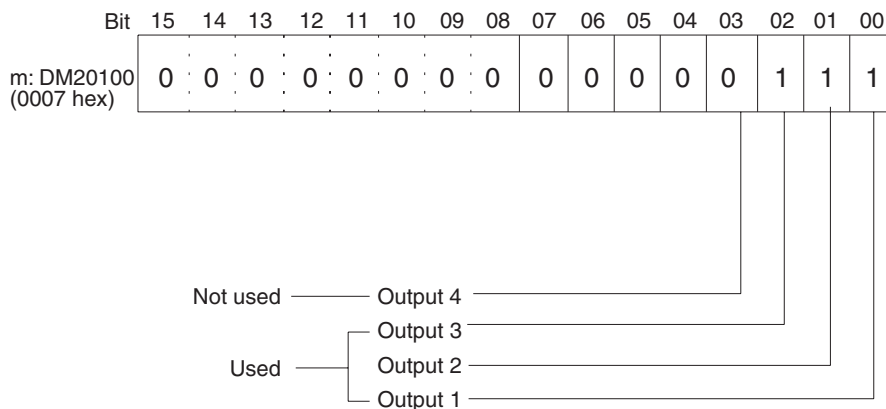 Bit 15 14 13 12 11 10 09 08 07 06 05 04 03 02 01 00
m: DM20100 0 0 0 0 0 0 0 0 0 0 0 0 0 1 1 1
(0007 hex)
Not used Output 4
Output 3
Used Output 2
Output 1